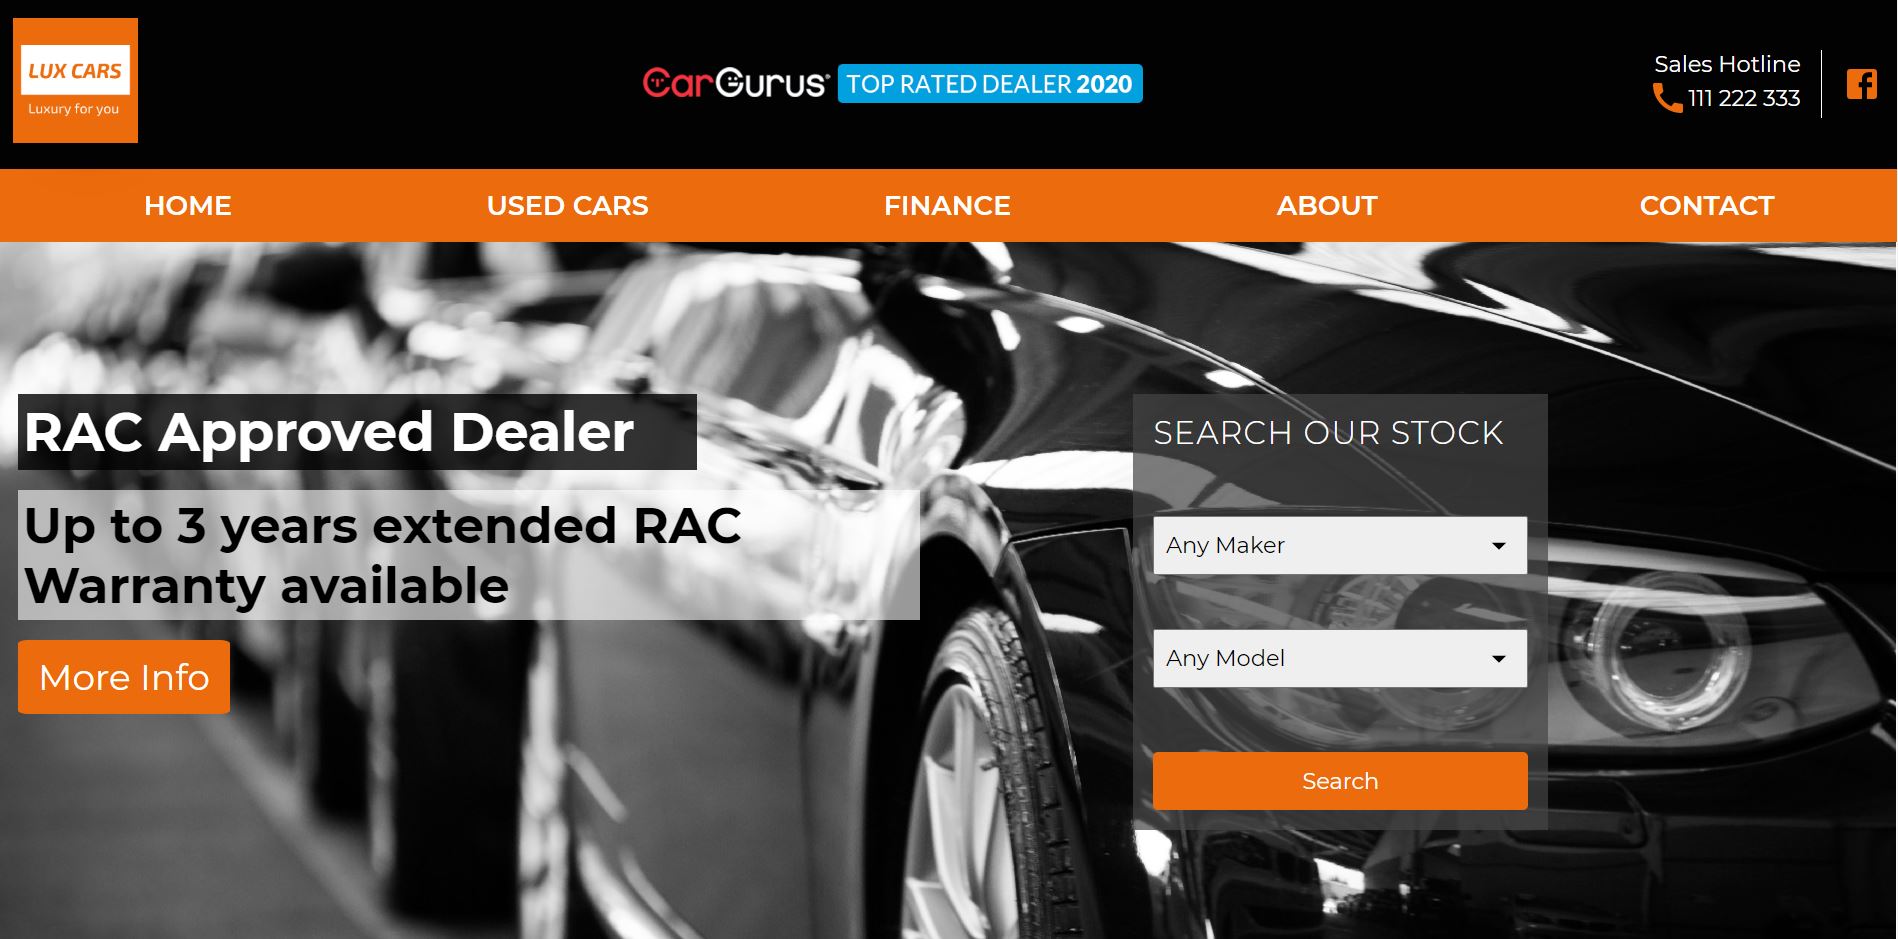 LUX CARS
Luxury for you
CarGurus® TOP RATED DEALER 2020
Sales Hotline
111 222 333
HOME USED CARS FINANCE ABOUT CONTACT
RAC Approved Dealer
Up to 3 years extended RAC
Warranty available
More Info
SEARCH OUR STOCK
Any Maker
Any Model
Search